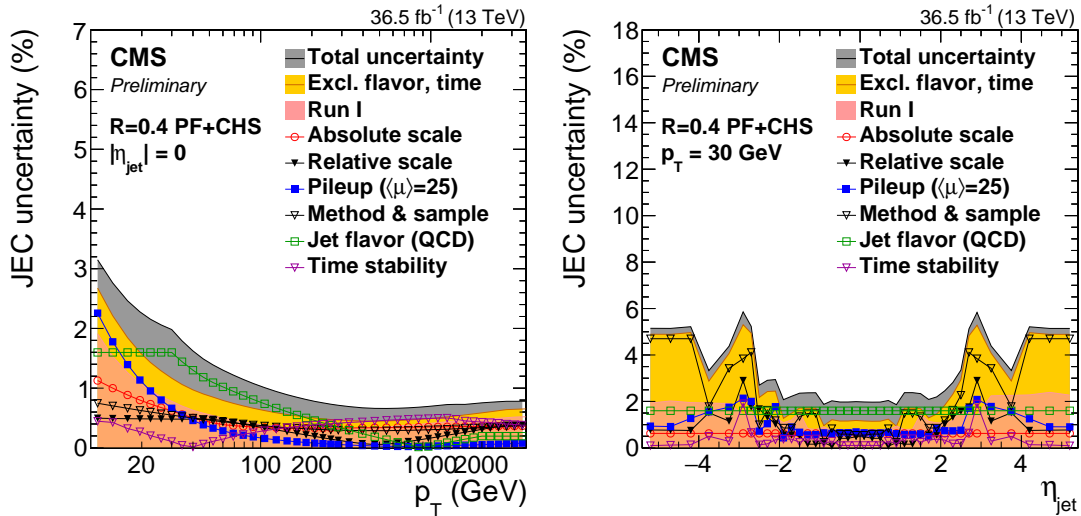 36.5 fb⁻¹ (13 TeV)
JEC uncertainty (%)
7
6
5
4
3
2
1
0
CMS
Preliminary
R=0.4 PF+CHS
|η_jet| = 0
Total uncertainty
Excl. flavor, time
Run I
Absolute scale
Relative scale
Pileup (⟨μ⟩=25)
Method & sample
Jet flavor (QCD)
Time stability
20 100 200 1000 2000
p_T (GeV)
36.5 fb⁻¹ (13 TeV)
JEC uncertainty (%)
18
16
14
12
10
8
6
4
2
0
CMS
Preliminary
R=0.4 PF+CHS
p_T = 30 GeV
Total uncertainty
Excl. flavor, time
Run I
Absolute scale
Relative scale
Pileup (⟨μ⟩=25)
Method & sample
Jet flavor (QCD)
Time stability
−4 −2 0 2 4
η_jet